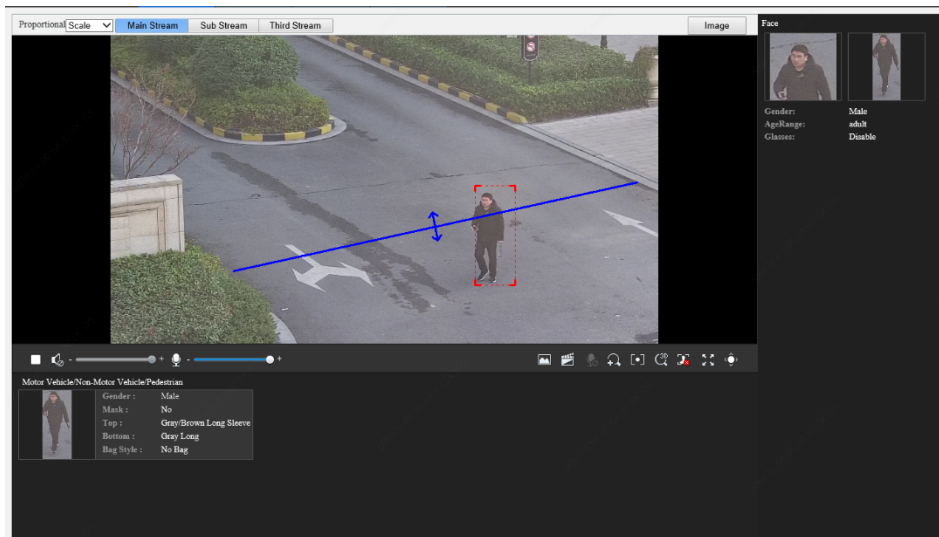 Proportional Scale Main Stream Sub Stream Third Stream Image
Face
Gender: Male
AgeRange: adult
Glasses: Disable
Motor Vehicle/Non-Motor Vehicle/Pedestrian
Gender : Male
Mask : No
Top : Gray/Brown Long Sleeve
Bottom : Gray Long
Bag Style : No Bag